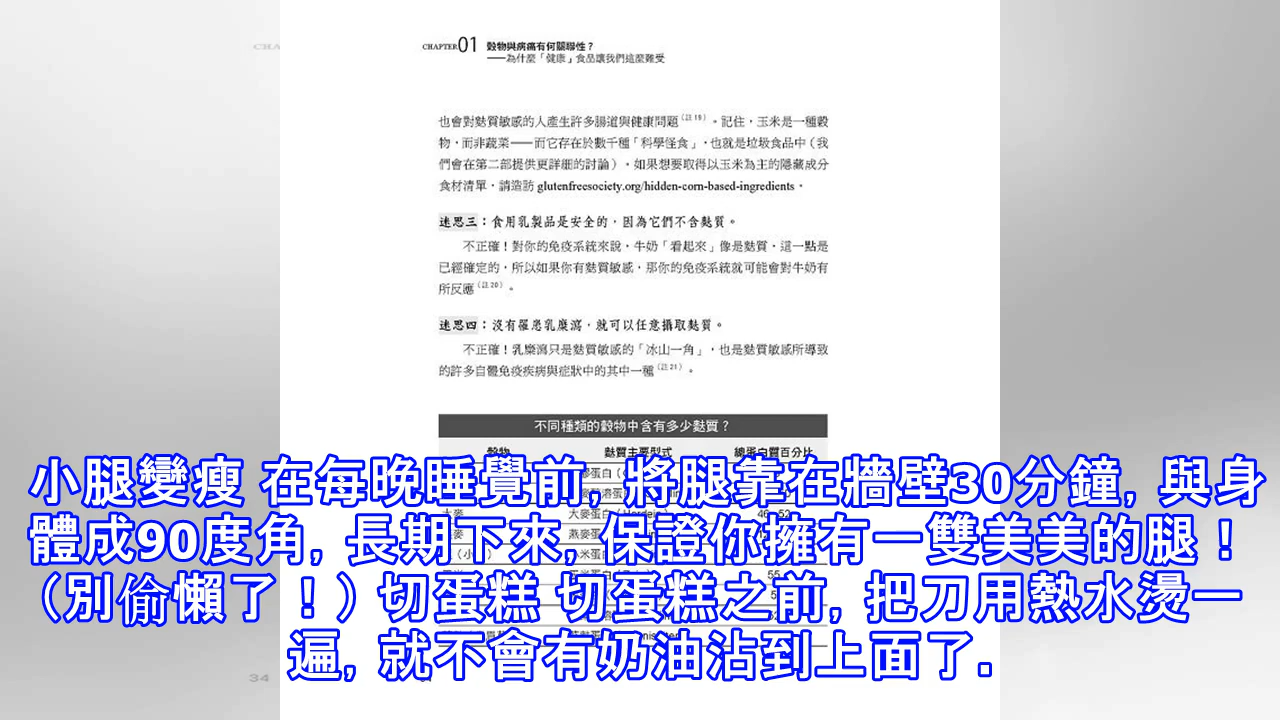 CHAPTER01 穀物與病痛有何關聯性？
——為什麼「健康」食品讓我們這麼難受
也會對麩質敏感的人產生許多腸道與健康問題（註19）。記住，玉米是一種穀
物，而非蔬菜——而它存在於數千種「科學怪食」，也就是垃圾食品中（我
們會在第二部提供更詳細的討論），如果想要取得以玉米為主的隱藏成分
食材清單，請造訪 glutenfreesociety.org/hidden-corn-based-ingredients。
迷思三：食用乳製品是安全的，因為它們不含麩質。
不正確！對你的免疫系統來說，牛奶「看起來」像是麩質，這一點是
已經確定的，所以如果你有麩質敏感，那你的免疫系統就可能會對牛奶有
所反應（註20）。
迷思四：沒有罹患乳糜瀉，就可以任意攝取麩質。
不正確！乳糜瀉只是麩質敏感的「冰山一角」，也是麩質敏感所導致
的許多自體免疫疾病與症狀中的其中一種（註21）。
不同種類的穀物中含有多少麩質？
穀物 麩質主要型式 總蛋白質百分比
小腿變瘦 在每晚睡覺前, 將腿靠在牆壁30分鐘, 與身
體成90度角, 長期下來, 保證你擁有一雙美美的腿！
（別偷懶了！）切蛋糕 切蛋糕之前, 把刀用熱水燙一
遍, 就不會有奶油沾到上面了.
34